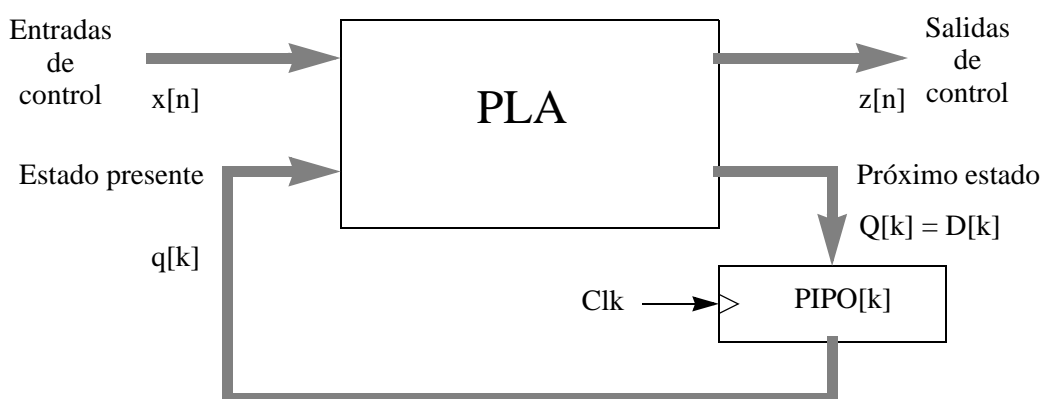 Entradas
de
control
x[n]
PLA
Salidas
de
control
z[n]
Estado presente
q[k]
Próximo estado
Q[k] = D[k]
Clk
PIPO[k]